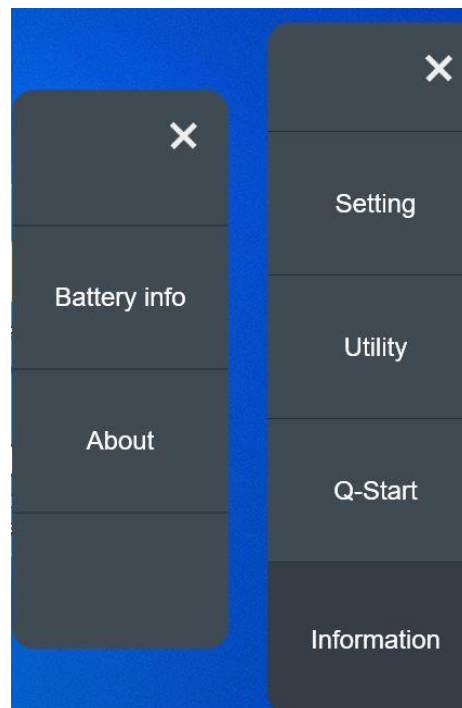 Battery info
About
Setting
Utility
Q-Start
Information